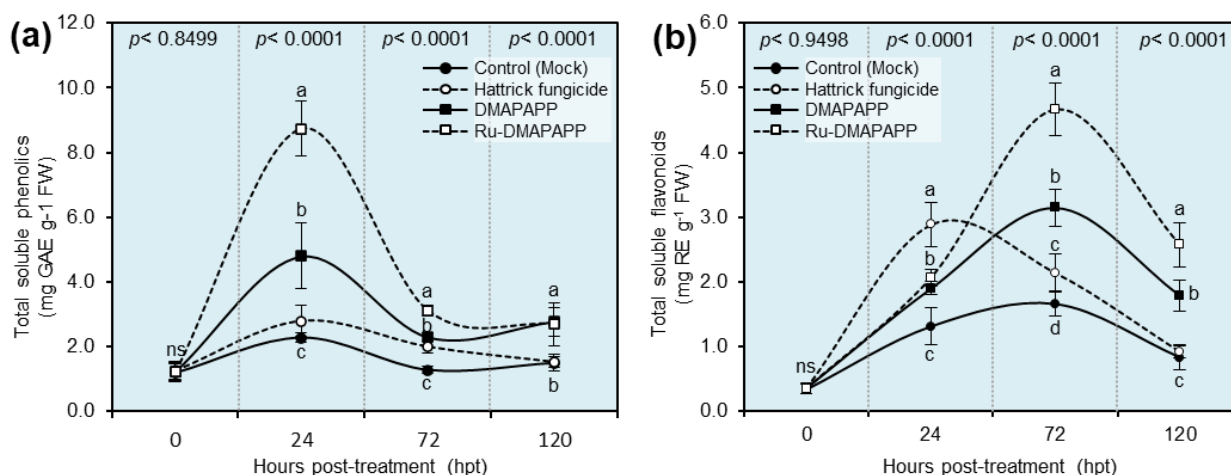 (a)
12.0
10.0
8.0
6.0
4.0
2.0
0.0
Total soluble phenolics
(mg GAE g-1 FW)
p< 0.8499 p< 0.0001 p< 0.0001 p< 0.0001
Control (Mock)
Hattrick fungicide
DMAPAPP
Ru-DMAPAPP
ns
a
b
c
a
b
c
a
b
0 24 72 120
Hours post-treatment (hpt)
(b)
6.0
5.0
4.0
3.0
2.0
1.0
0.0
Total soluble flavonoids
(mg RE g-1 FW)
p< 0.9498 p< 0.0001 p< 0.0001 p< 0.0001
Control (Mock)
Hattrick fungicide
DMAPAPP
Ru-DMAPAPP
ns
a
b
c
a
b
c
d
a
b
c
0 24 72 120
Hours post-treatment (hpt)